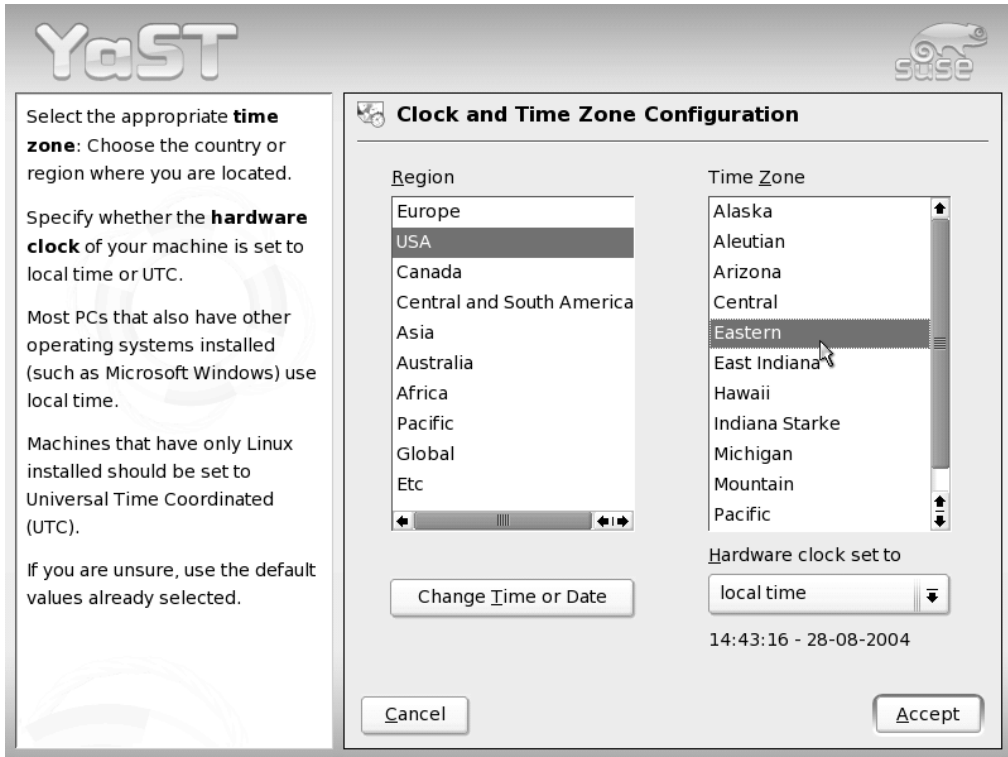 YaST
suse
Select the appropriate time
zone: Choose the country or
region where you are located.
Specify whether the hardware
clock of your machine is set to
local time or UTC.
Most PCs that also have other
operating systems installed
(such as Microsoft Windows) use
local time.
Machines that have only Linux
installed should be set to
Universal Time Coordinated
(UTC).
If you are unsure, use the default
values already selected.
Clock and Time Zone Configuration
Region
Europe
USA
Canada
Central and South America
Asia
Australia
Africa
Pacific
Global
Etc
Change Time or Date
Time Zone
Alaska
Aleutian
Arizona
Central
Eastern
East Indiana
Hawaii
Indiana Starke
Michigan
Mountain
Pacific
Hardware clock set to
local time
14:43:16 - 28-08-2004
Cancel
Accept